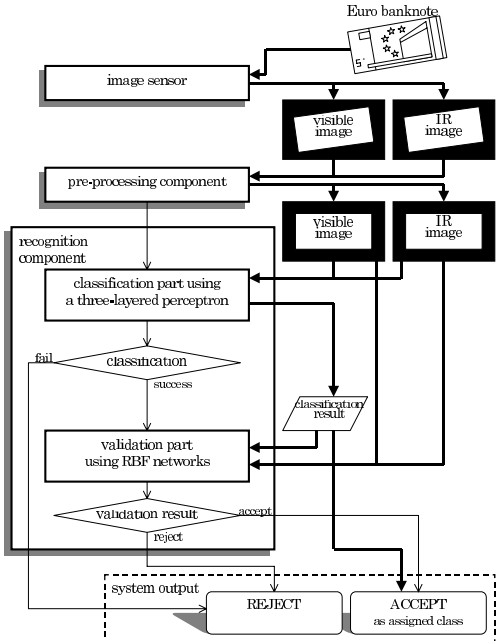 Euro banknote
5
image sensor
visible
image
IR
image
pre-processing component
visible
image
IR
image
recognition
component
classification part using
a three-layered perceptron
fail
classification
success
classification
result
validation part
using RBF networks
validation result
accept
reject
system output
REJECT
ACCEPT
as assigned class